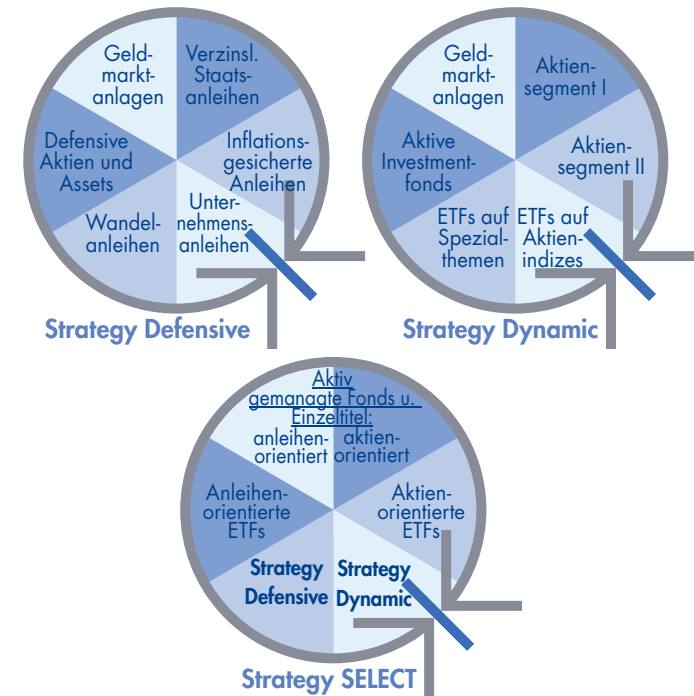 Geld-
markt-
anlagen
Verzinsl.
Staats-
anleihen
Inflations-
gesicherte
Anleihen
Unter-
nehmens-
anleihen
Wandel-
anleihen
Defensive
Aktien und
Assets
Strategy Defensive
Geld-
markt-
anlagen
Aktien-
segment I
Aktien-
segment II
ETFs auf
Aktien-
indizes
ETFs auf
Spezial-
themen
Aktive
Investment-
fonds
Strategy Dynamic
Aktiv
gemanagte Fonds u.
Einzeltitel:
anleihen-
orientiert
aktien-
orientiert
Aktien-
orientierte
ETFs
Strategy
Dynamic
Strategy
Defensive
Anleihen-
orientierte
ETFs
Strategy SELECT